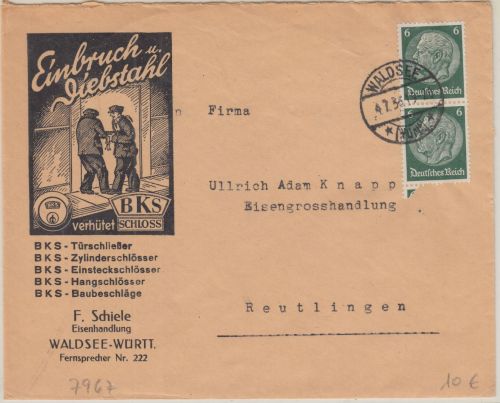 Einbruch u.
Diebstahl
verhütet
BKS
SCHLOSS
BKS
BKS - Türschließer
BKS - Zylinderschlösser
BKS - Einsteckschlösser
BKS - Hangschlösser
BKS - Baubeschläge
F. Schiele
Eisenhandlung
WALDSEE-WÜRTT.
Fernsprecher Nr. 222
7967
n Firma
Ullrich Adam Knapp
Eisengrosshandlung
Reutlingen
6 6
Deutsches Reich
6 6
Deutsches Reich
WALDSEE
10 €